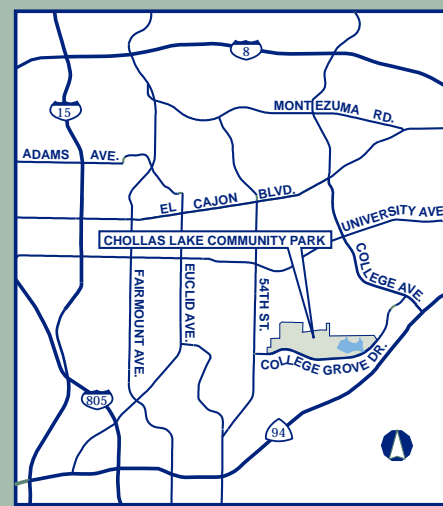 8
15
MONTEZUMA RD.
ADAMS AVE.
EL CAJON BLVD.
UNIVERSITY AVE
CHOLLAS LAKE COMMUNITY PARK
COLLEGE AVE.
FAIRMOUNT AVE.
EUCLID AVE.
54TH ST.
COLLEGE GROVE DR.
805
94